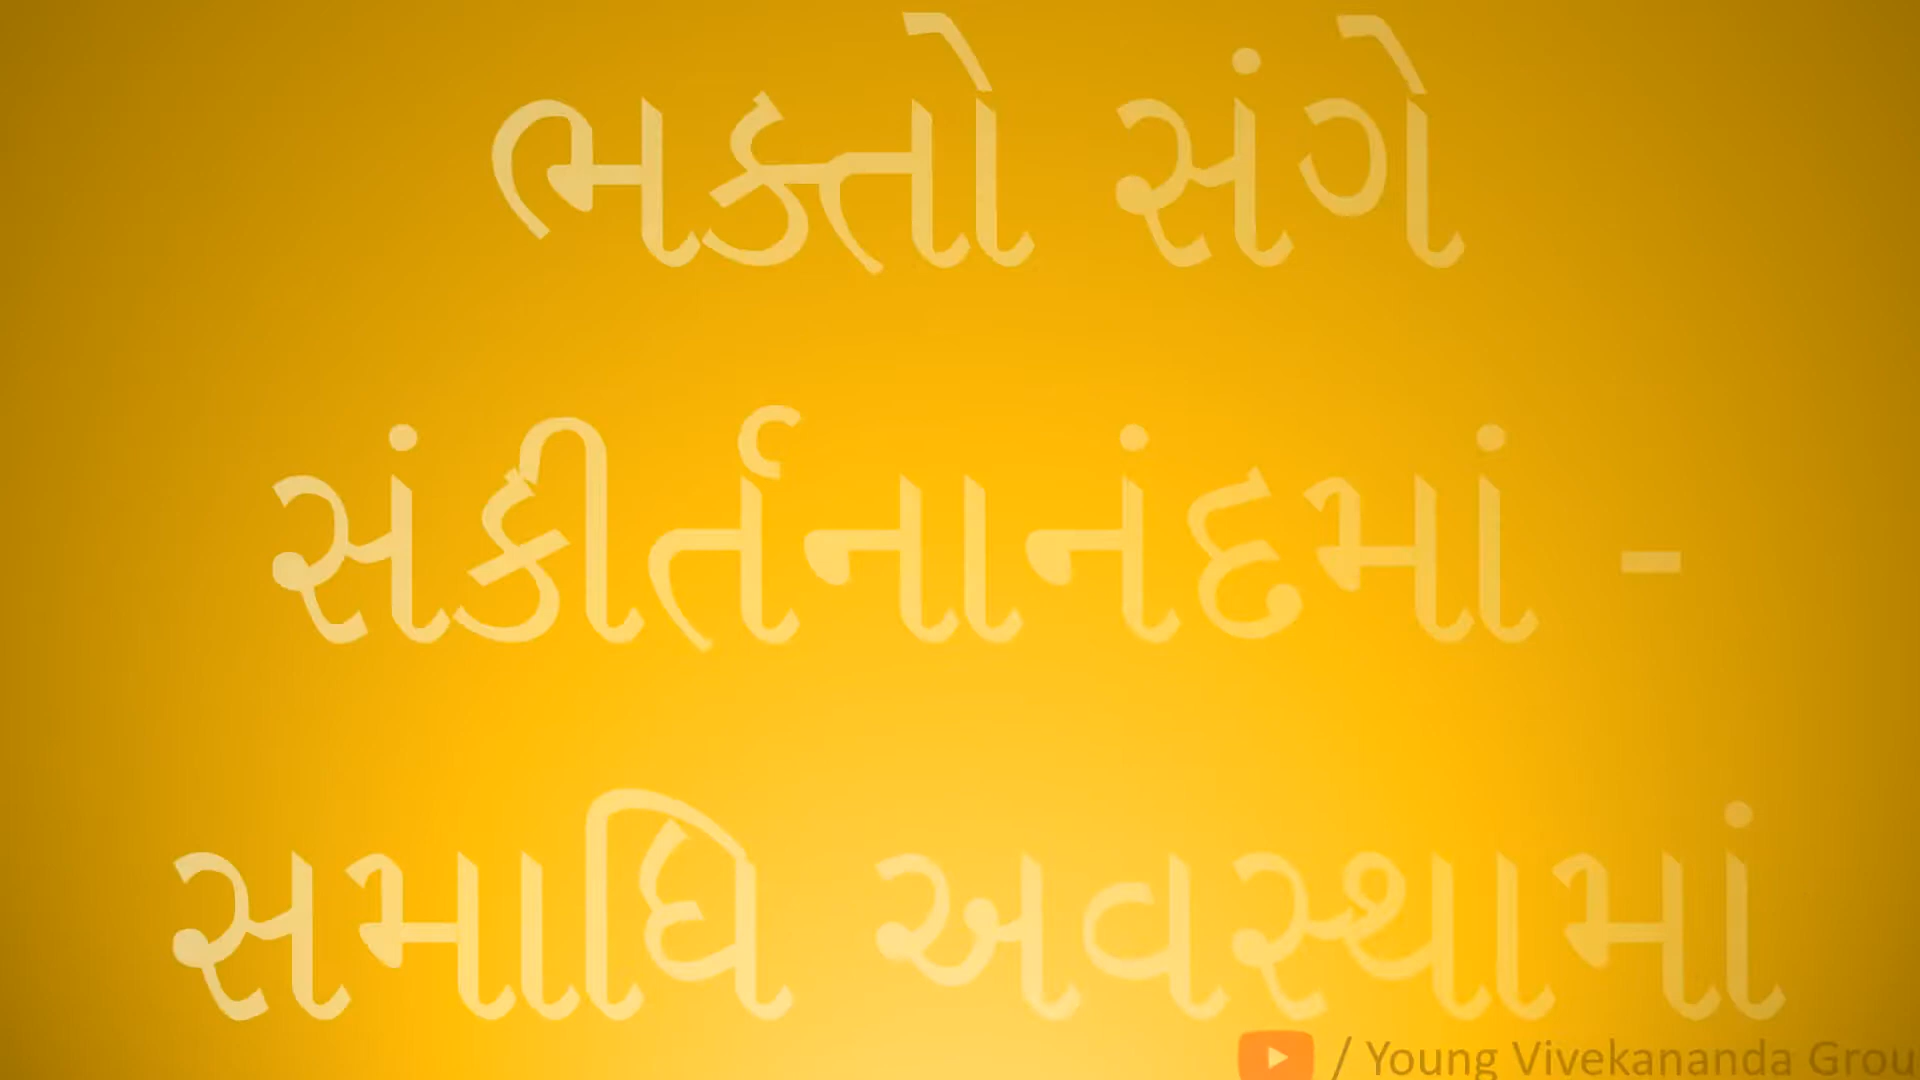 ભક્તો સંગે
સંકીર્તનાનંદમાં -
સમાધિ અવસ્થામાં
/ Young Vivekananda Grou